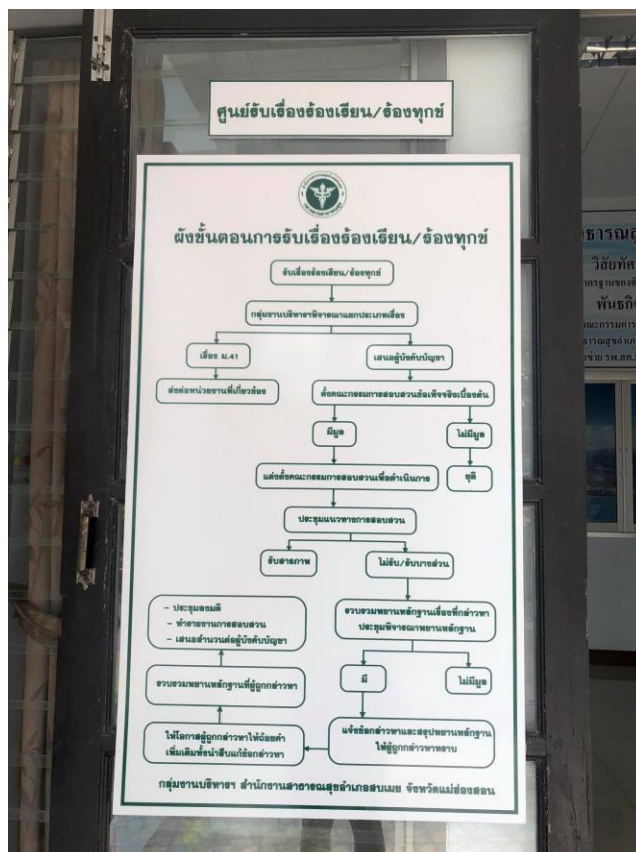 ศูนย์รับเรื่องร้องเรียน/ร้องทุกข์
ผังขั้นตอนการรับเรื่องร้องเรียน/ร้องทุกข์
รับเรื่องร้องเรียน/ร้องทุกข์
กลุ่มงานบริหารฯพิจารณาแยกประเภทเรื่อง
เรื่อง ม.41
เสนอผู้บังคับบัญชา
ส่งต่อหน่วยงานที่เกี่ยวข้อง
ตั้งคณะกรรมการสอบสวนข้อเท็จจริงเบื้องต้น
มีมูล
ไม่มีมูล
แต่งตั้งคณะกรรมการสอบสวนเพื่อดำเนินการ
ยุติ
ประชุมแนวทางการสอบสวน
รับสารภาพ
ไม่รับ/รับบางส่วน
- ประชุมลงมติ
- ทำรายงานการสอบสวน
- เสนอสำนวนต่อผู้บังคับบัญชา
รวบรวมพยานหลักฐานเรื่องที่กล่าวหา
ประชุมพิจารณาพยานหลักฐาน
รวบรวมพยานหลักฐานที่ผู้ถูกกล่าวหา
มี
ไม่มีมูล
ให้โอกาสผู้ถูกกล่าวหาให้ถ้อยคำ
เพิ่มเติมทั้งนำสืบแก้ข้อกล่าวหา
แจ้งข้อกล่าวหาและสรุปพยานหลักฐาน
ให้ผู้ถูกกล่าวหาทราบ
กลุ่มงานบริหารฯ สำนักงานสาธารณสุขอำเภอสบเมย จังหวัดแม่ฮ่องสอน
วิสัยทัศ
พันธกิ